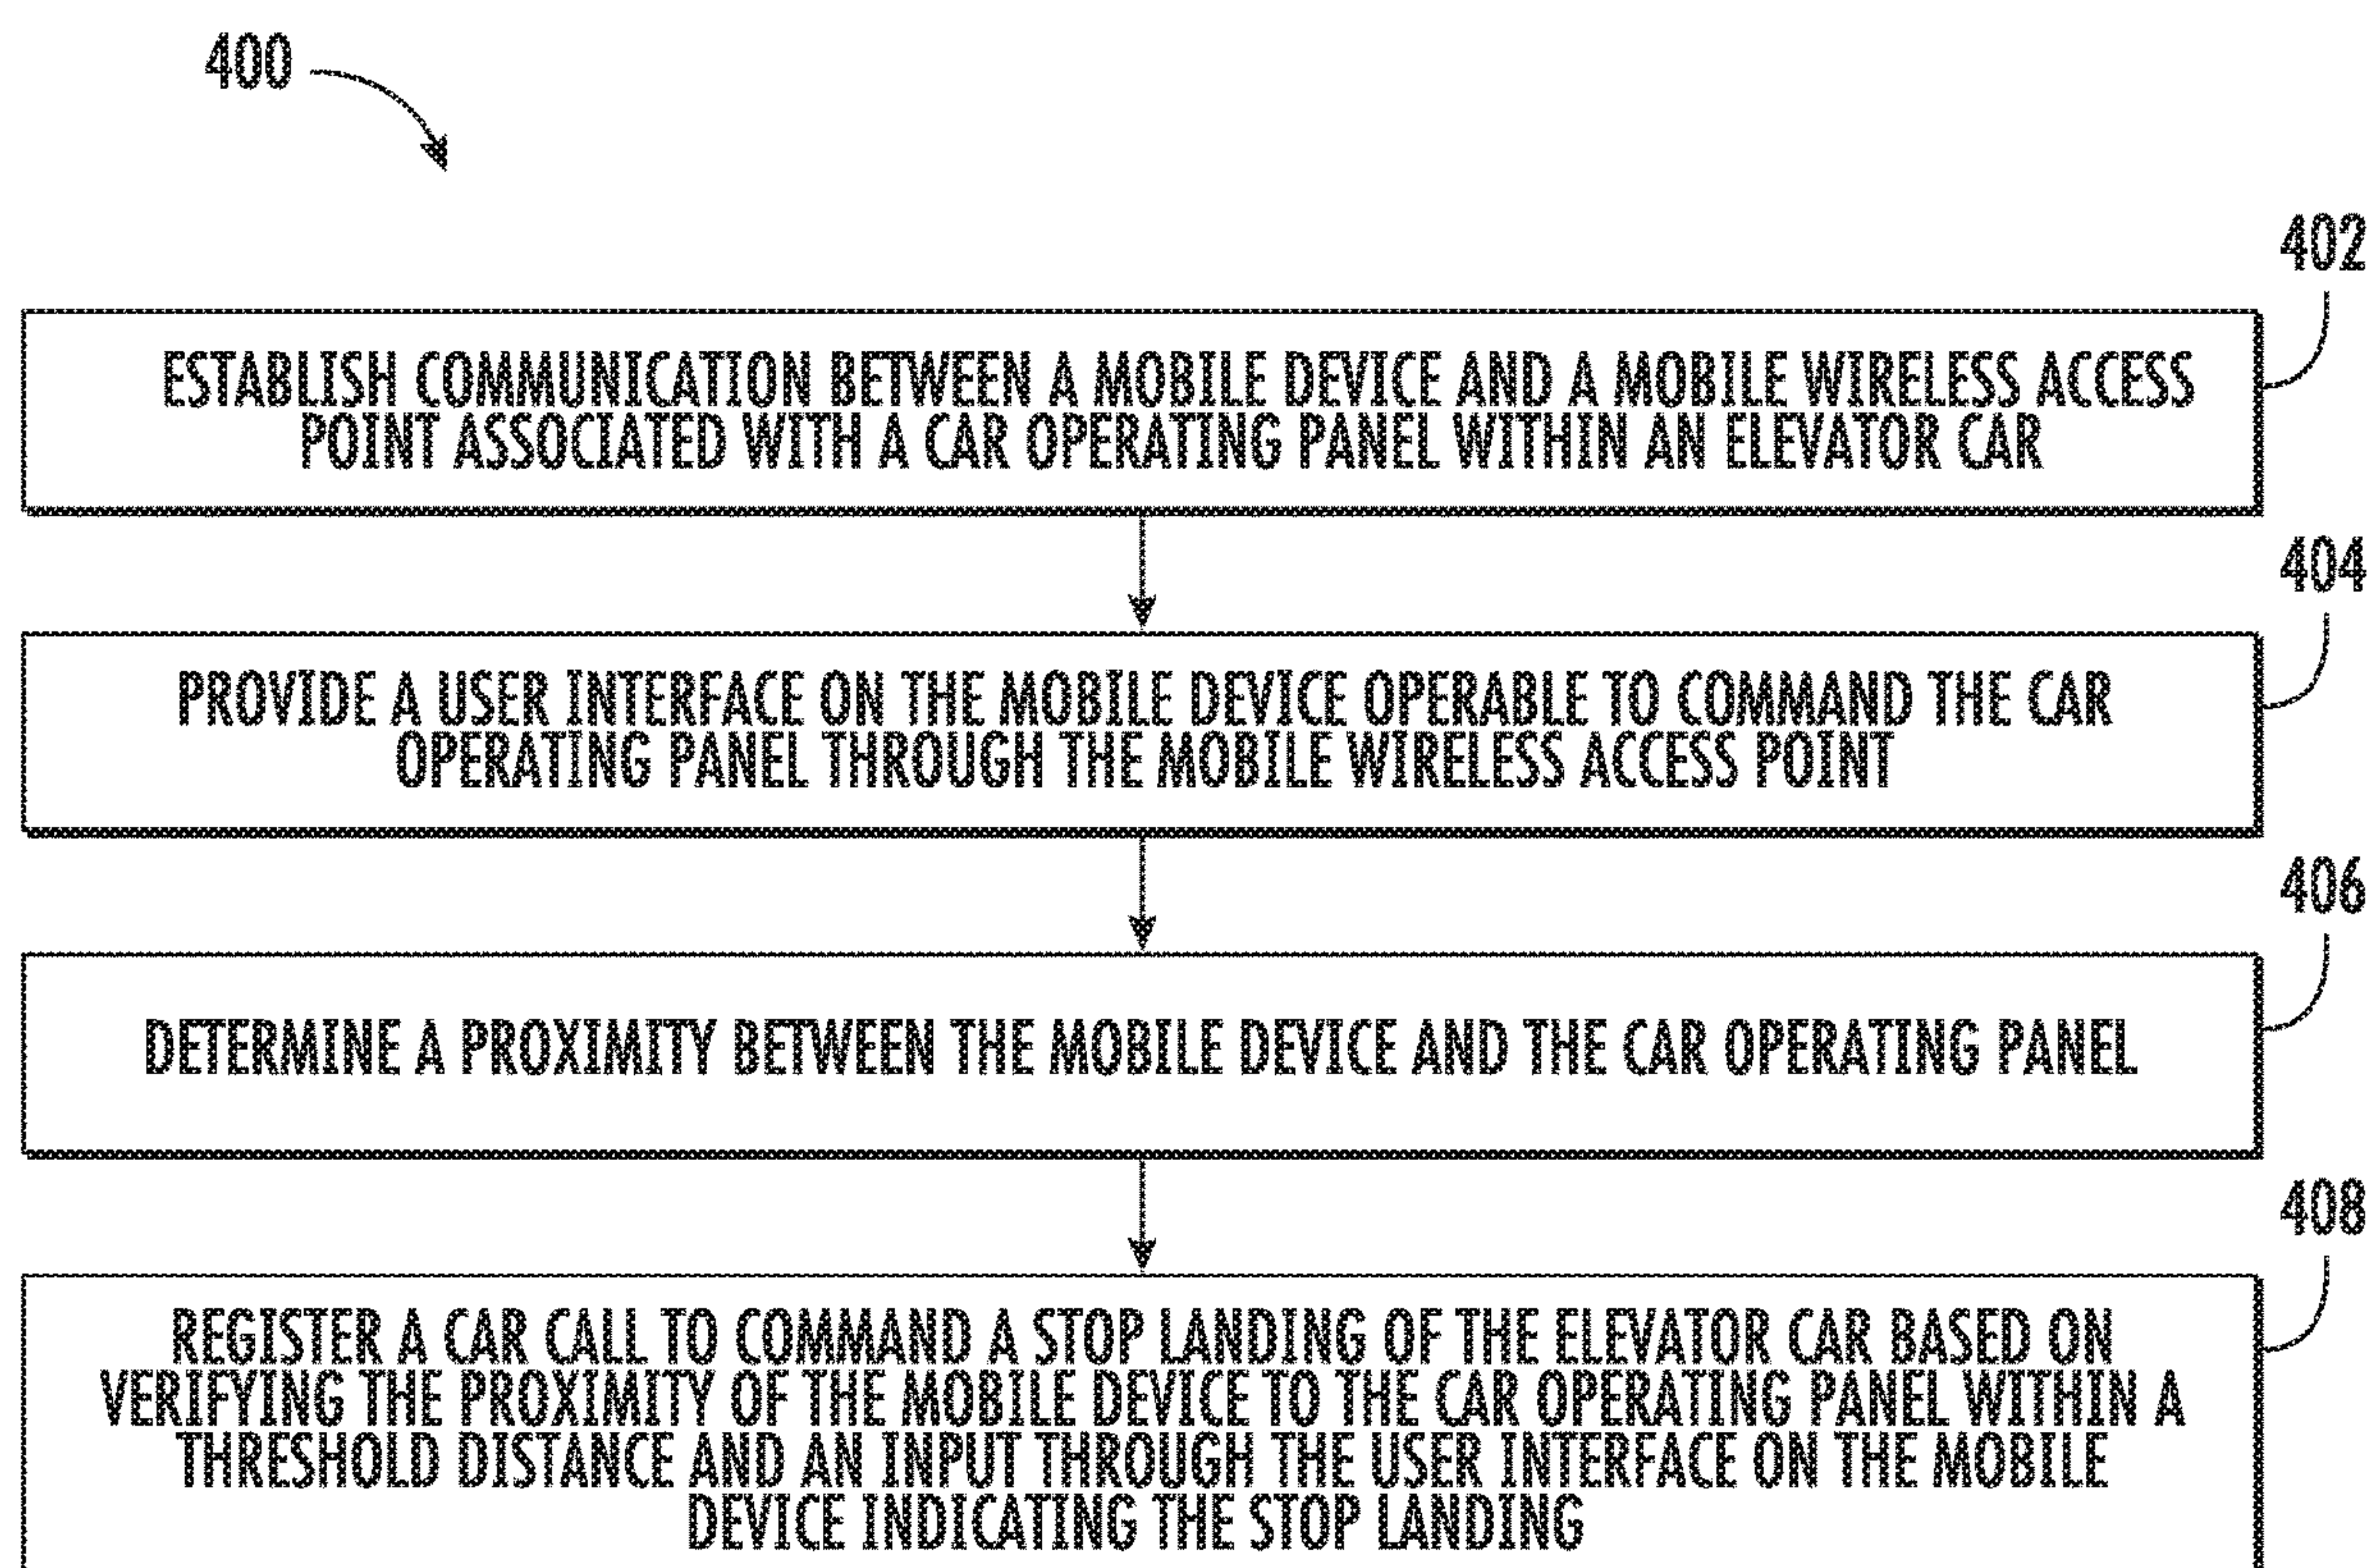 400
402
ESTABLISH COMMUNICATION BETWEEN A MOBILE DEVICE AND A MOBILE WIRELESS ACCESS
POINT ASSOCIATED WITH A CAR OPERATING PANEL WITHIN AN ELEVATOR CAR
404
PROVIDE A USER INTERFACE ON THE MOBILE DEVICE OPERABLE TO COMMAND THE CAR
OPERATING PANEL THROUGH THE MOBILE WIRELESS ACCESS POINT
406
DETERMINE A PROXIMITY BETWEEN THE MOBILE DEVICE AND THE CAR OPERATING PANEL
408
REGISTER A CAR CALL TO COMMAND A STOP LANDING OF THE ELEVATOR CAR BASED ON
VERIFYING THE PROXIMITY OF THE MOBILE DEVICE TO THE CAR OPERATING PANEL WITHIN A
THRESHOLD DISTANCE AND AN INPUT THROUGH THE USER INTERFACE ON THE MOBILE
DEVICE INDICATING THE STOP LANDING